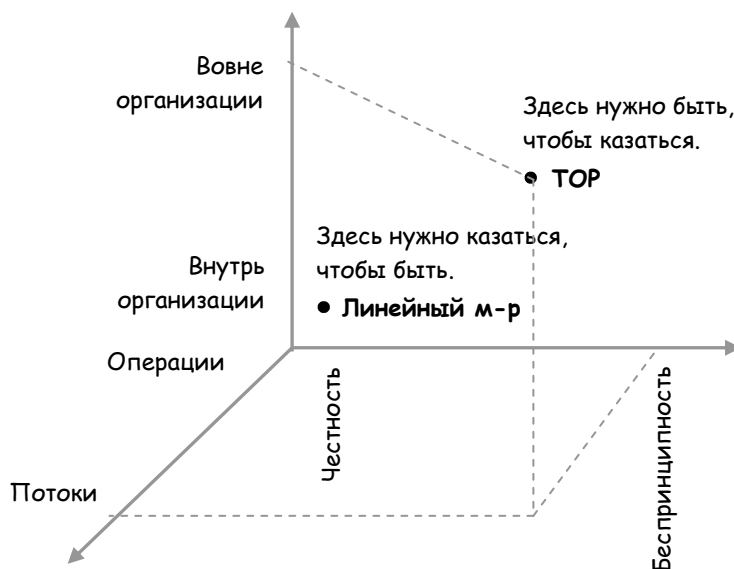 Вовне
организации
Здесь нужно быть,
чтобы казаться.
TOP
Здесь нужно казаться,
чтобы быть.
Внутрь
организации
Линейный м-р
Операции
Честность
Беспринципность
Потоки